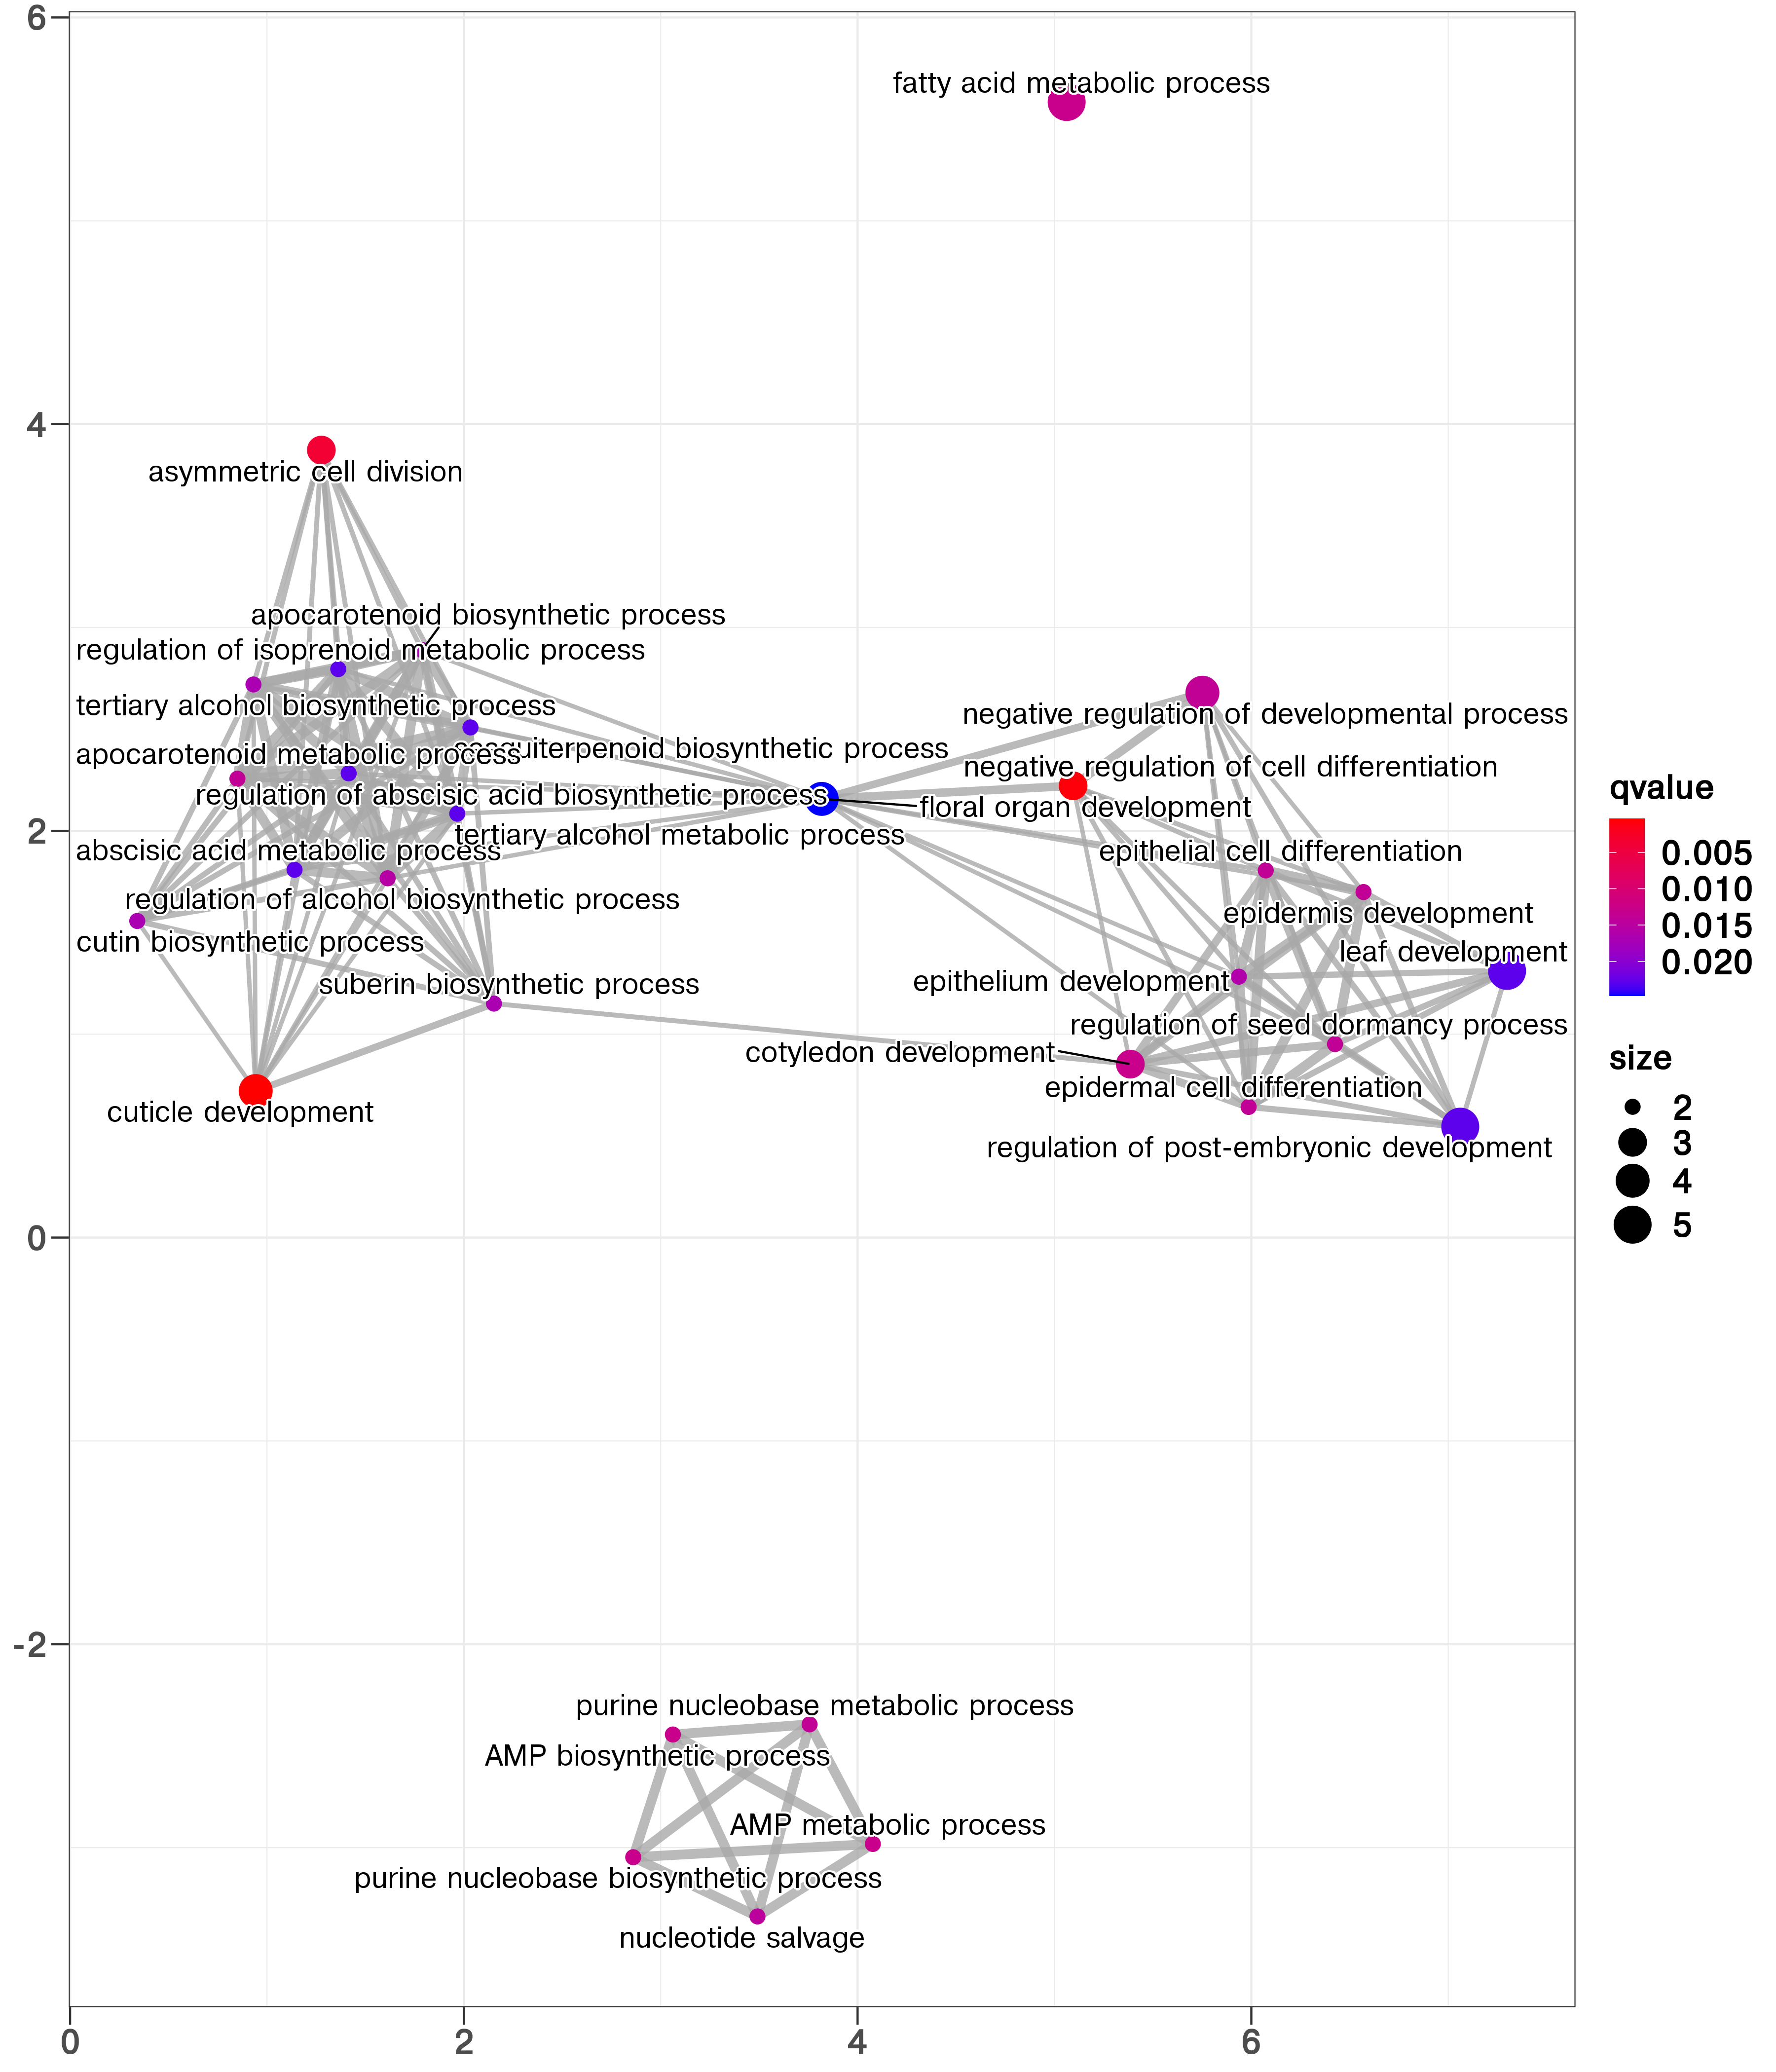 6
fatty acid metabolic process
4
asymmetric cell division
apocarotenoid biosynthetic process
regulation of isoprenoid metabolic process
negative regulation of developmental process
tertiary alcohol biosynthetic process
biosynthetic process
apocarotenoid metabolic process
negative regulation of cell differentiation
regulation of abscisic acid biosynthetic process
floral organ development
2
tertiary alcohol metabolic process
abscisic acid metabolic process
epithelial cell differentiation
regulation of alcohol biosynthetic process
epidermis development
cutin biosynthetic process
leaf development
suberin biosynthetic process
epithelium development
regulation of seed dormancy process
cotyledon development
cuticle development
epidermal cell differentiation
regulation of post-embryonic development
0
-2
purine nucleobase metabolic process
AMP biosynthetic process
AMP metabolic process
purine nucleobase biosynthetic process
nucleotide salvage
0 2 4 6
qvalue
0.005
0.010
0.015
0.020
size
2
3
4
5